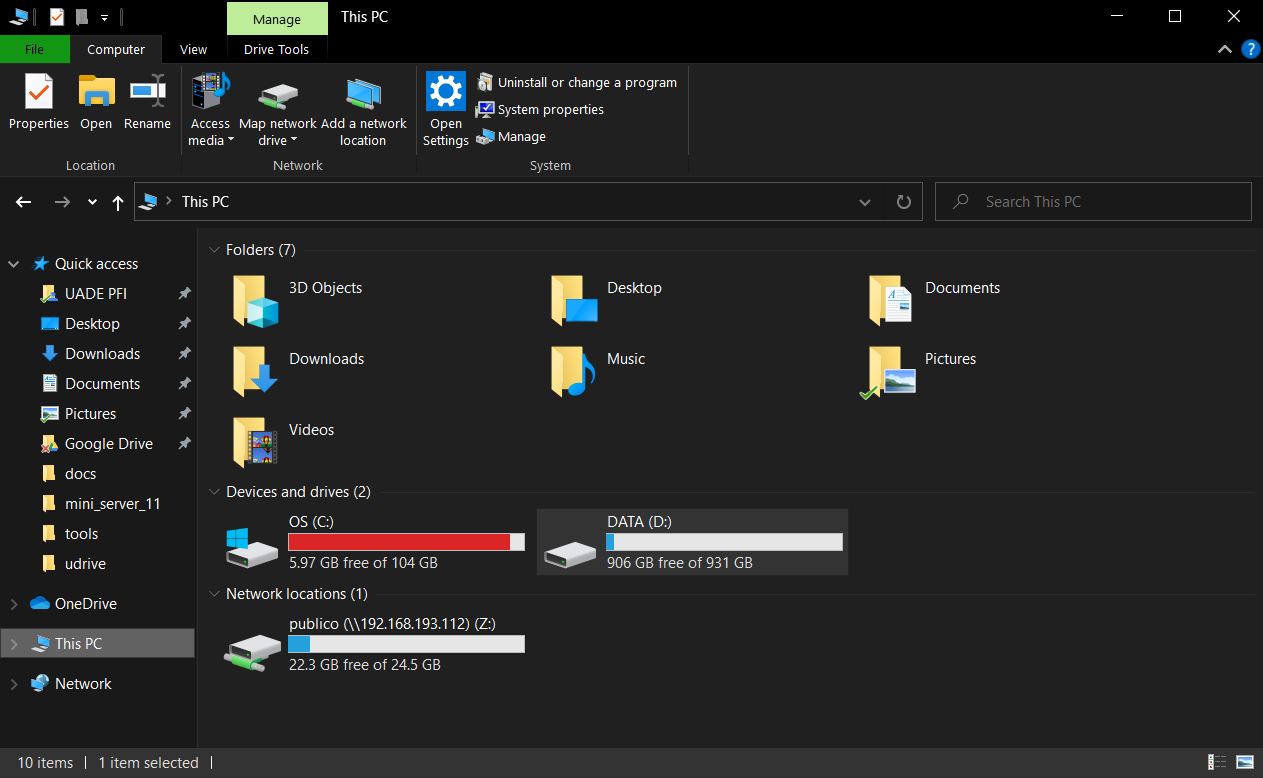 Manage
This PC
File
Computer
View
Drive Tools
?
Properties
Open
Rename
Access media
Map network drive
Add a network location
Open Settings
Uninstall or change a program
System properties
Manage
Location
Network
System
This PC
Search This PC
Quick access
UADE PFI
Desktop
Downloads
Documents
Pictures
Google Drive
docs
mini_server_11
tools
udrive
OneDrive
This PC
Network
Folders (7)
3D Objects
Desktop
Documents
Downloads
Music
Pictures
Videos
Devices and drives (2)
OS (C:)
5.97 GB free of 104 GB
DATA (D:)
906 GB free of 931 GB
Network locations (1)
publico (\\192.168.193.112) (Z:)
22.3 GB free of 24.5 GB
10 items
1 item selected